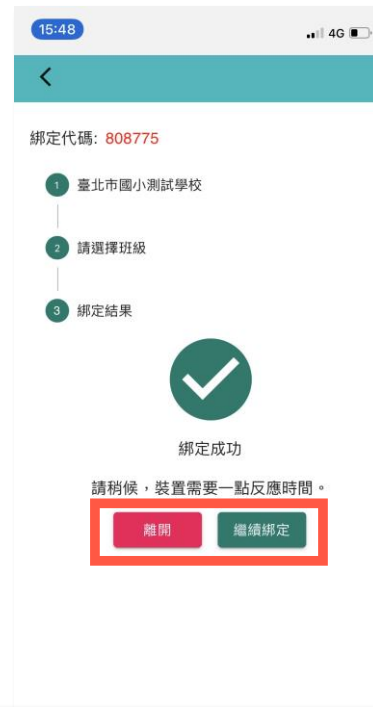 15:48
4G
綁定代碼: 808775
1 臺北市國小測試學校
2 請選擇班級
3 綁定結果
綁定成功
請稍候，裝置需要一點反應時間。
離開 繼續綁定